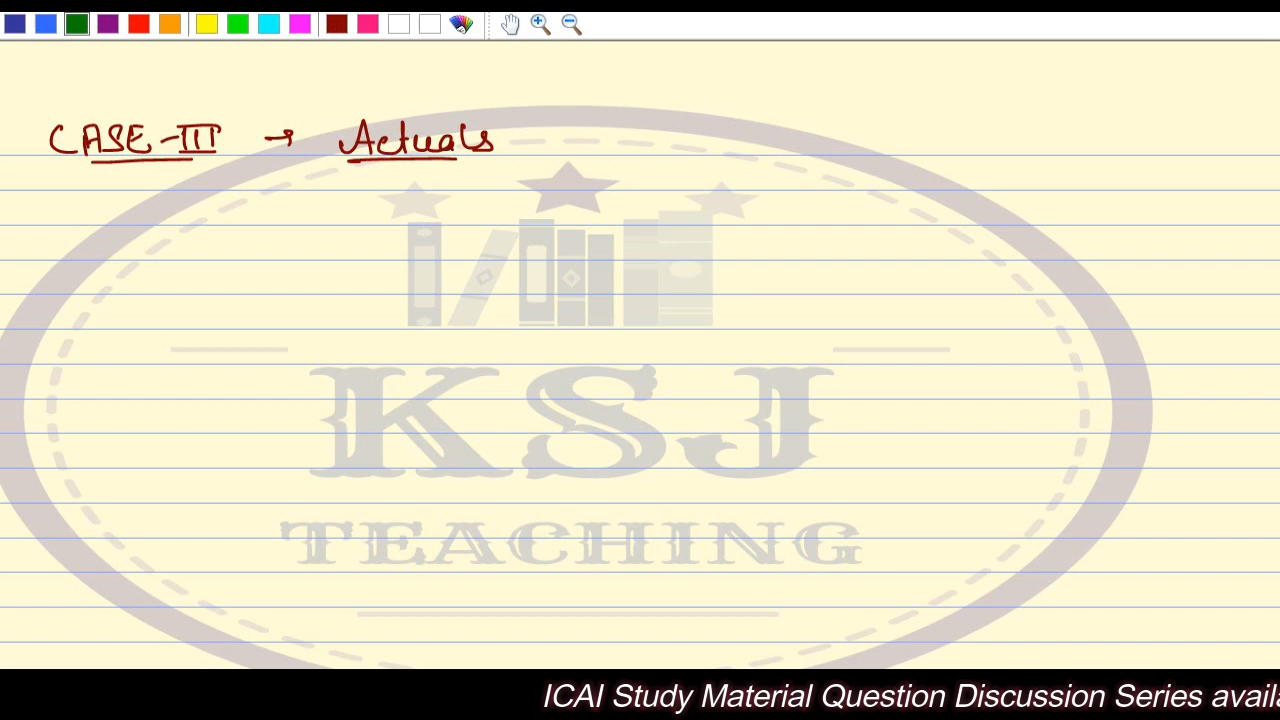 CASE-III → Actuals
KSJ
TEACHING
ICAI Study Material Question Discussion Series avail